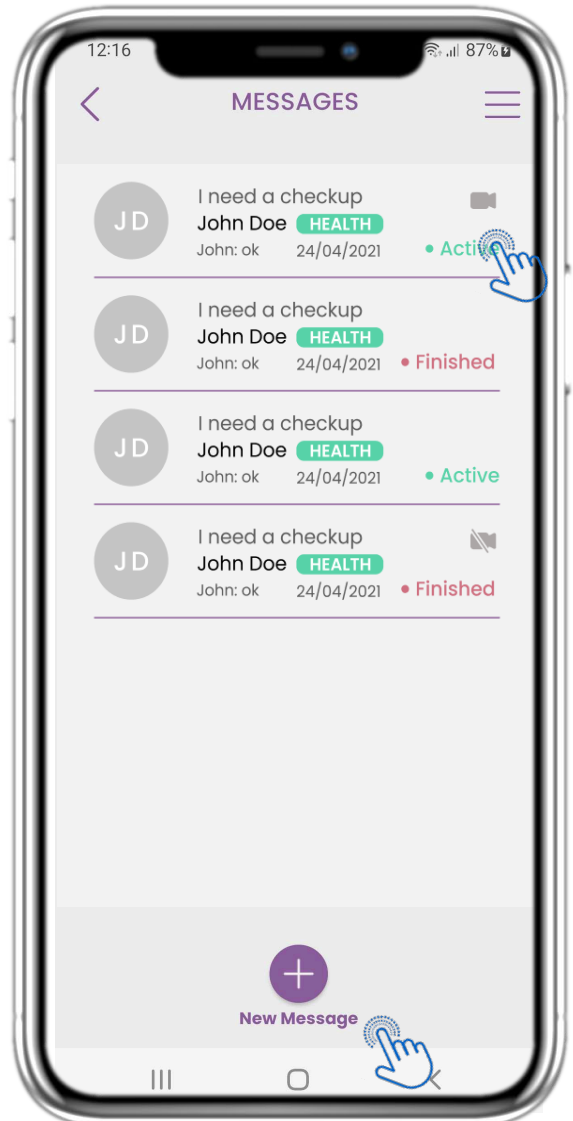 12:16 87%
MESSAGES
JD
I need a checkup
John Doe HEALTH
John: ok 24/04/2021 • Active
JD
I need a checkup
John Doe HEALTH
John: ok 24/04/2021 • Finished
JD
I need a checkup
John Doe HEALTH
John: ok 24/04/2021 • Active
JD
I need a checkup
John Doe HEALTH
John: ok 24/04/2021 • Finished
New Message